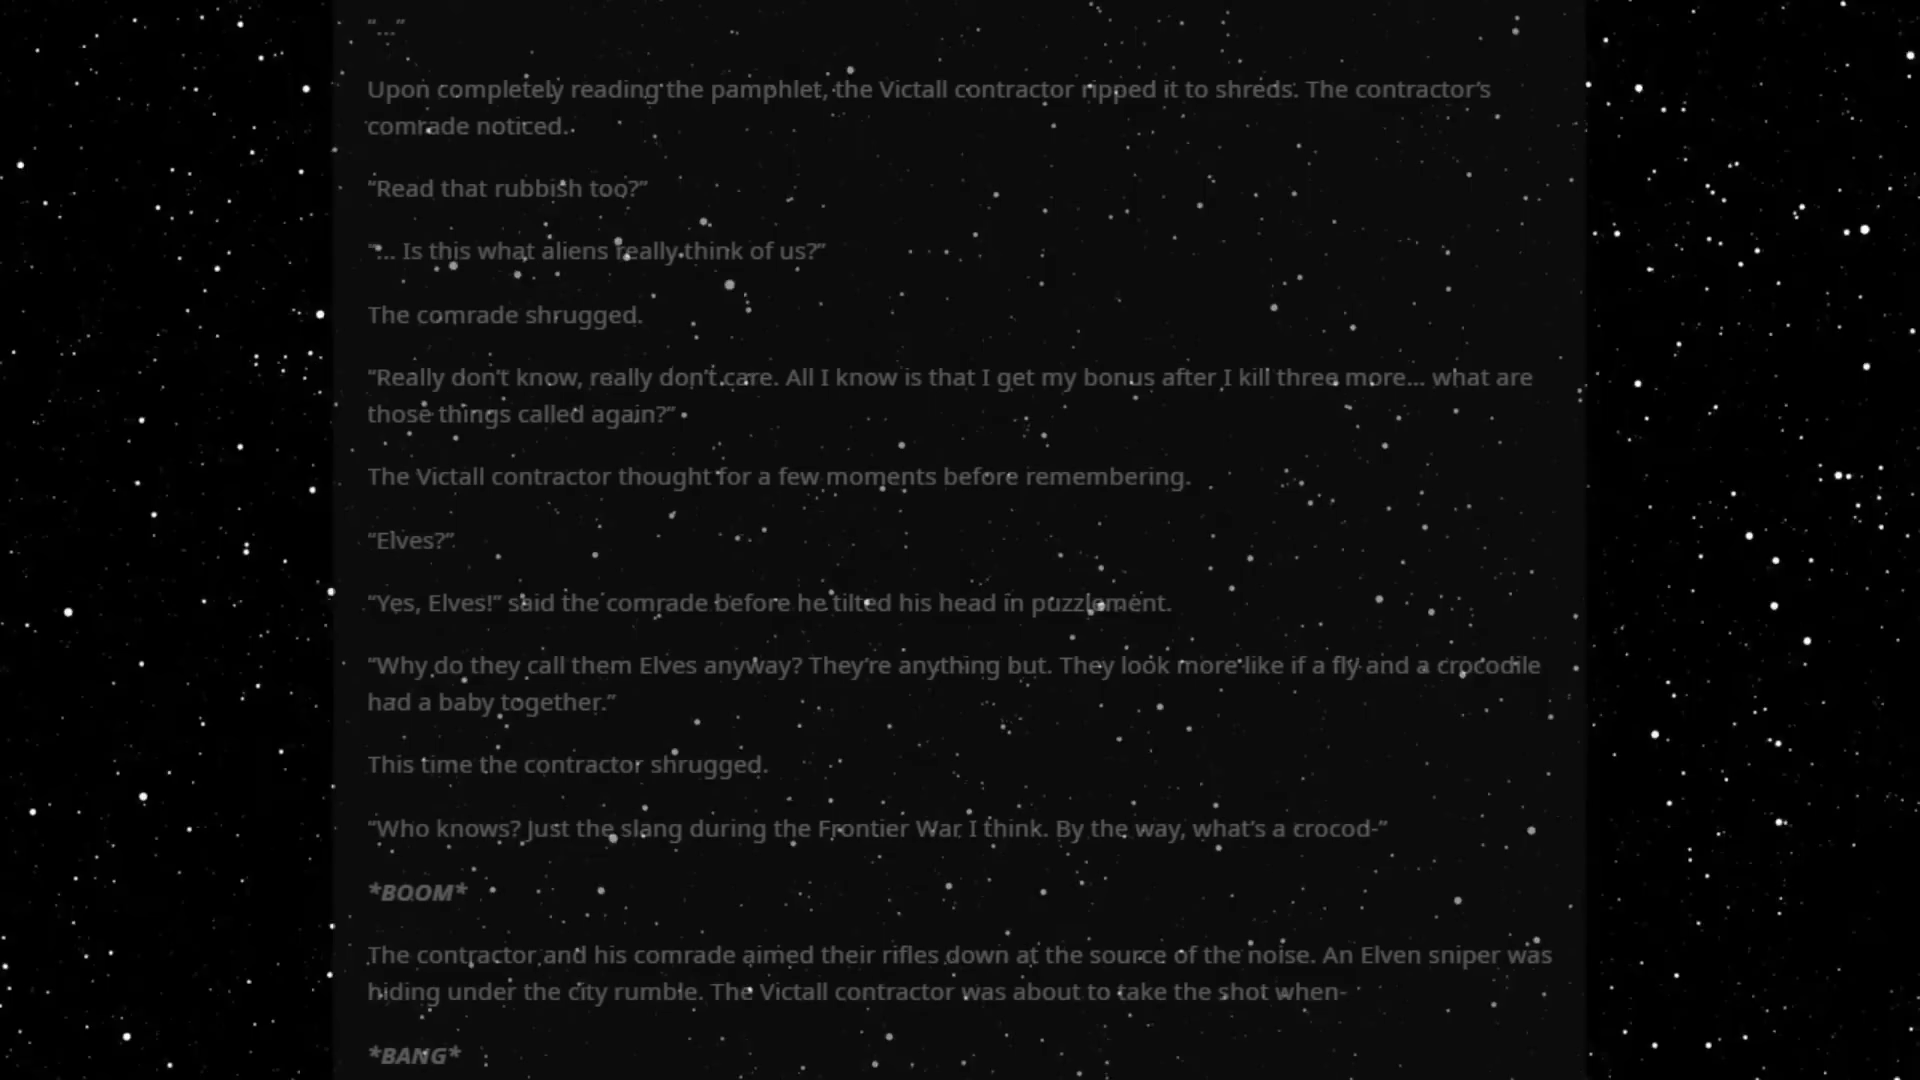 “...”
Upon completely reading the pamphlet, the Victall contractor ripped it to shreds. The contractor’s
comrade noticed.
“Read that rubbish too?”
“... Is this what aliens really think of us?”
The comrade shrugged.
“Really don’t know, really don’t care. All I know is that I get my bonus after I kill three more... what are
those things called again?”
The Victall contractor thought for a few moments before remembering.
“Elves?”
“Yes, Elves!” said the comrade before he tilted his head in puzzlement.
“Why do they call them Elves anyway? They’re anything but. They look more like if a fly and a crocodile
had a baby together.”
This time the contractor shrugged.
“Who knows? Just the slang during the Frontier War I think. By the way, what’s a crocod-”
*BOOM*
The contractor and his comrade aimed their rifles down at the source of the noise. An Elven sniper was
hiding under the city rumble. The Victall contractor was about to take the shot when-
*BANG*